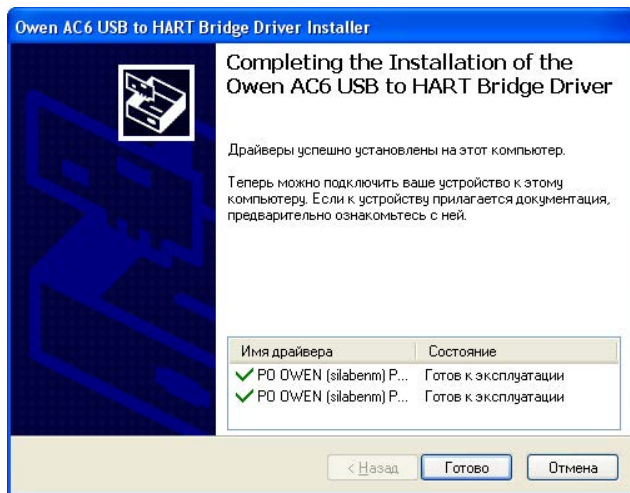 Owen AC6 USB to HART Bridge Driver Installer
Completing the Installation of the
Owen AC6 USB to HART Bridge Driver
Драйверы успешно установлены на этот компьютер.
Теперь можно подключить ваше устройство к этому
компьютеру. Если к устройству прилагается документация,
предварительно ознакомьтесь с ней.
Имя драйвера Состояние
PO OWEN (silabenm) P... Готов к эксплуатации
PO OWEN (silabenm) P... Готов к эксплуатации
< Назад Готово Отмена